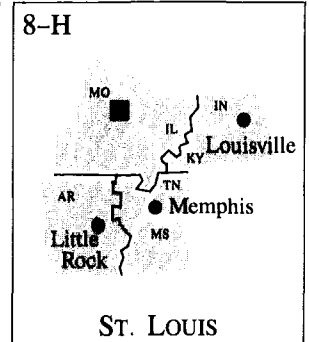 8–H
MO
IN
IL
Louisville
KY
TN
AR
Memphis
Little
Rock
MS
ST. LOUIS